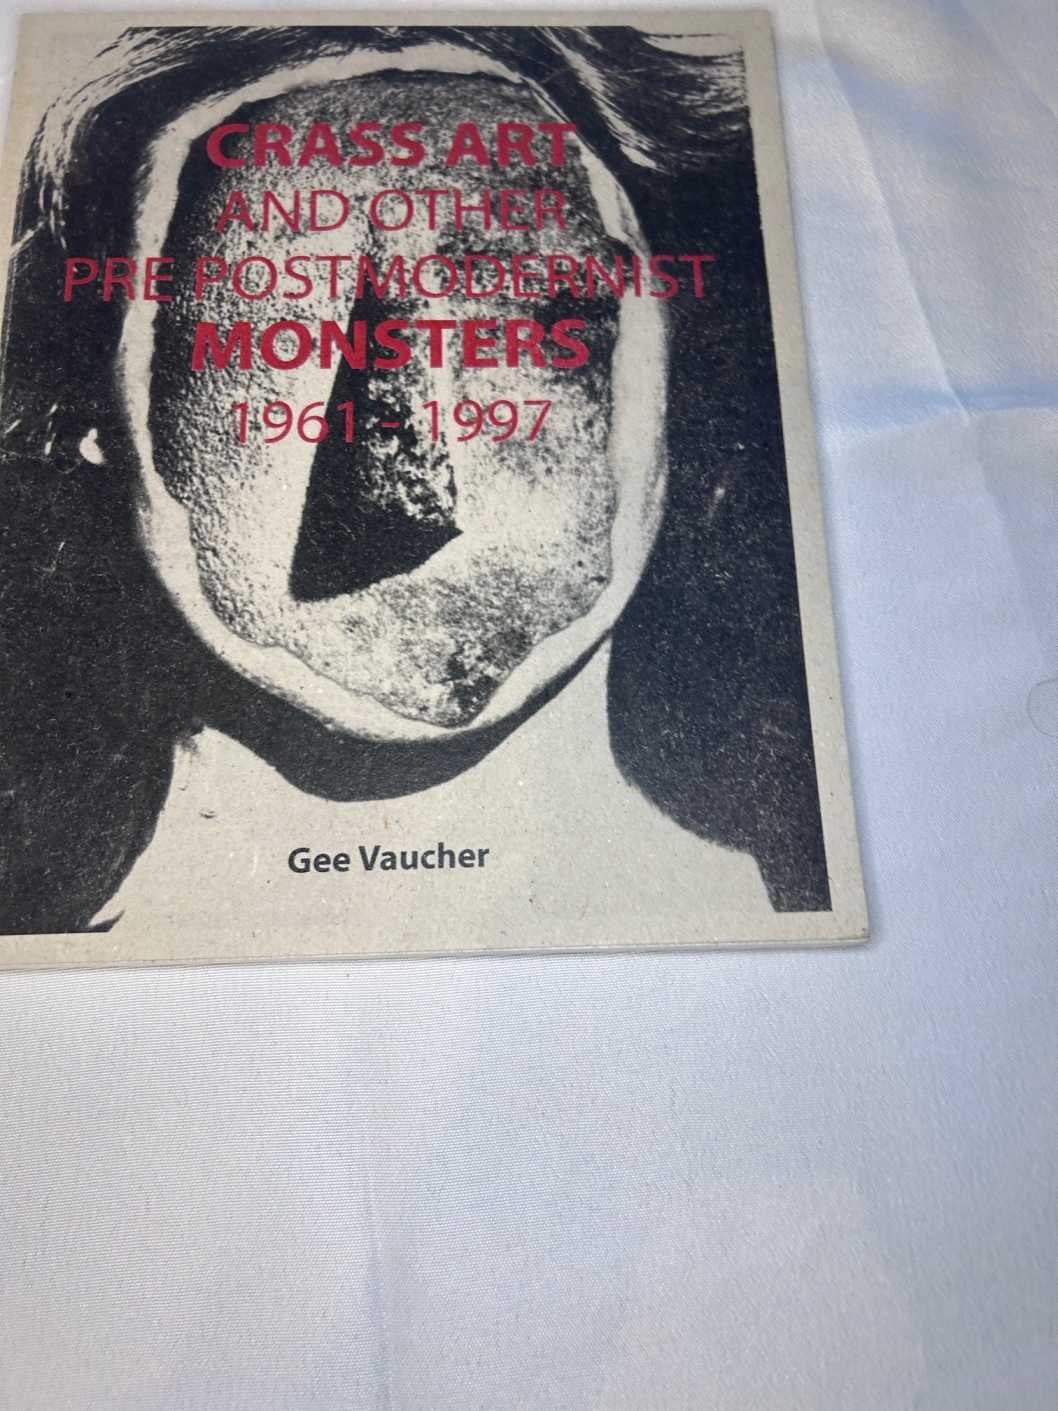 CRASS ART
AND OTHER
PRE POSTMODERNIST
MONSTERS
1961 - 1997
Gee Vaucher